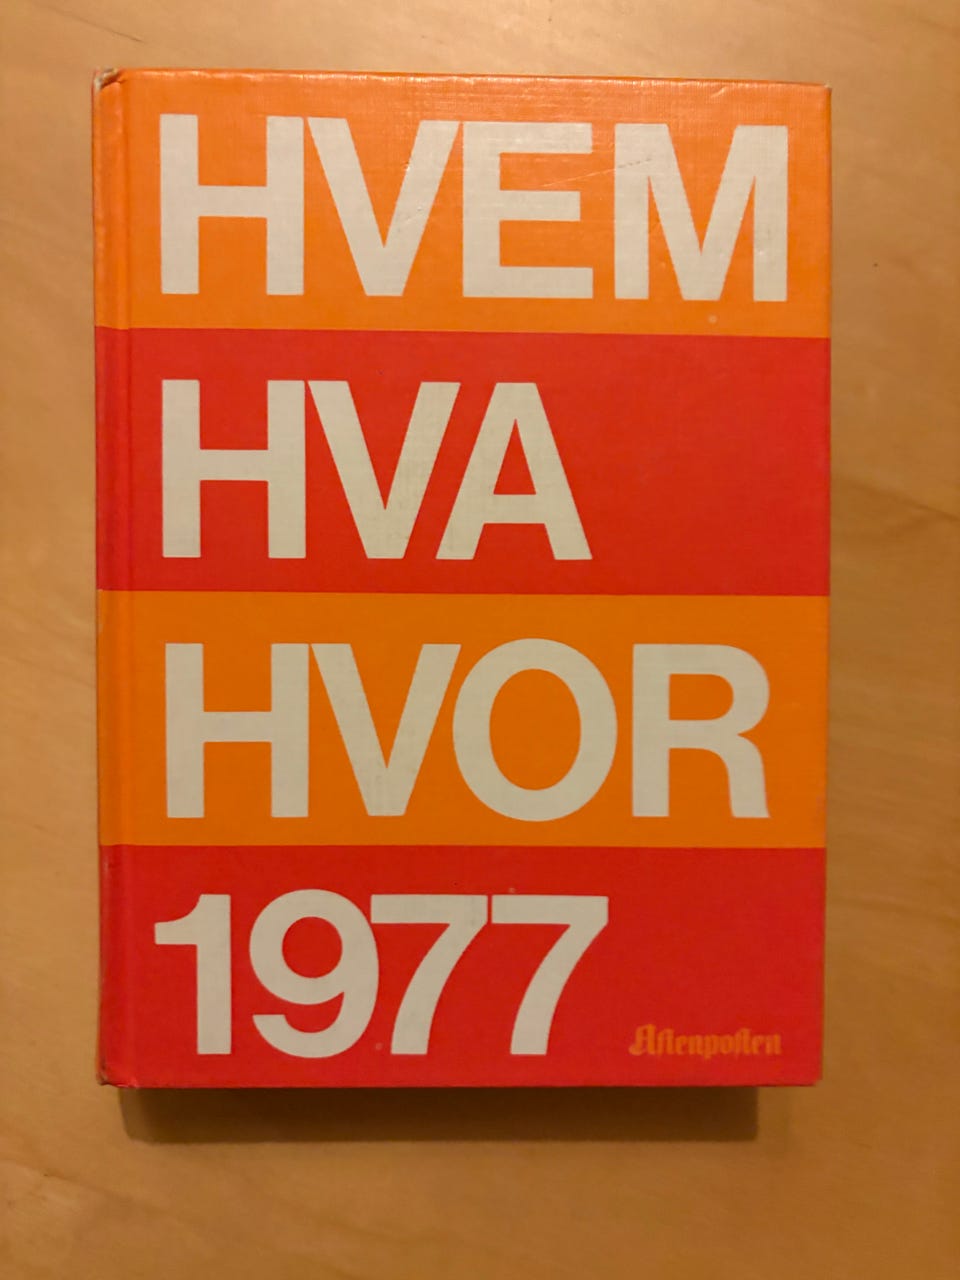 HVEM
HVA
HVOR
1977
Aftenposten